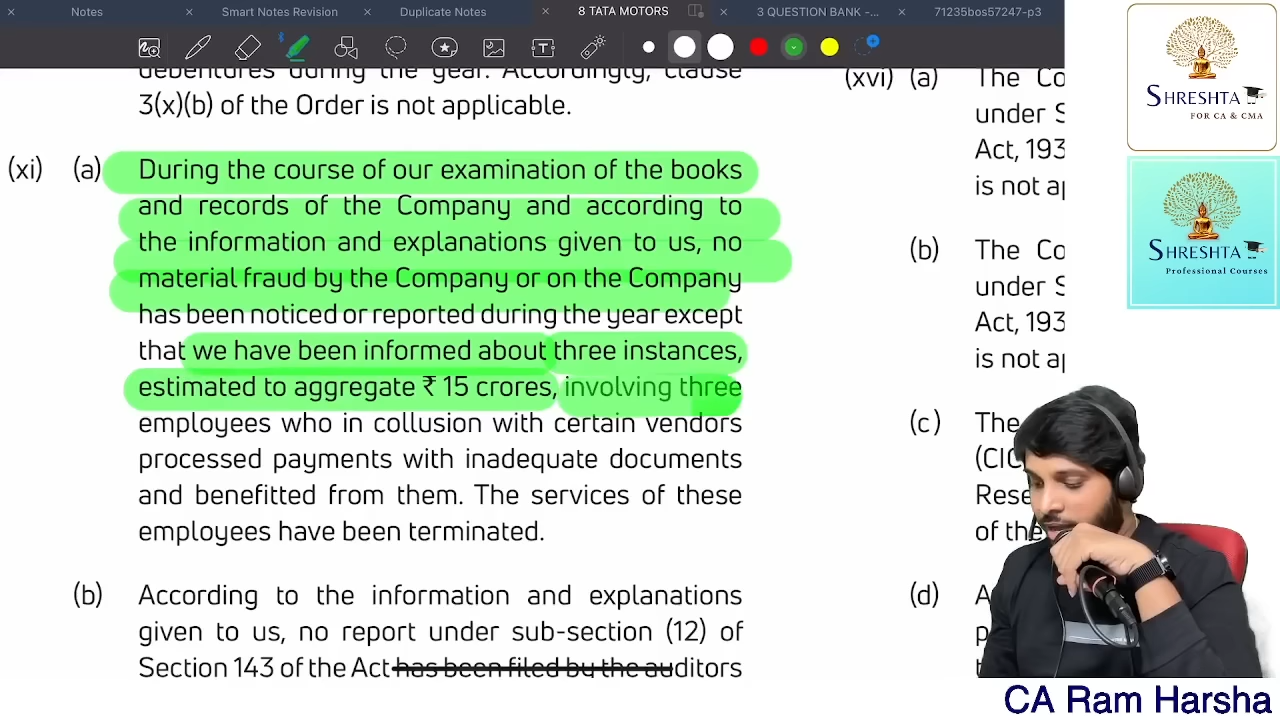 Notes
Smart Notes Revision
Duplicate Notes
8 TATA MOTORS
3 QUESTION BANK -...
71235bos57247-p3
debentures during the year. Accordingly, clause
3(x)(b) of the Order is not applicable.
(xi) (a) During the course of our examination of the books
and records of the Company and according to
the information and explanations given to us, no
material fraud by the Company or on the Company
has been noticed or reported during the year except
that we have been informed about three instances,
estimated to aggregate ₹ 15 crores, involving three
employees who in collusion with certain vendors
processed payments with inadequate documents
and benefitted from them. The services of these
employees have been terminated.
(b) According to the information and explanations
given to us, no report under sub-section (12) of
Section 143 of the Act has been filed by the auditors
(xvi) (a) The Co
under S
Act, 193
is not ap
(b) The Co
under S
Act, 193
is not ap
(c) The
(CIC
Rese
of the
(d) A
p
SHRESHTA
FOR CA & CMA
SHRESHTA
Professional Courses
CA Ram Harsha